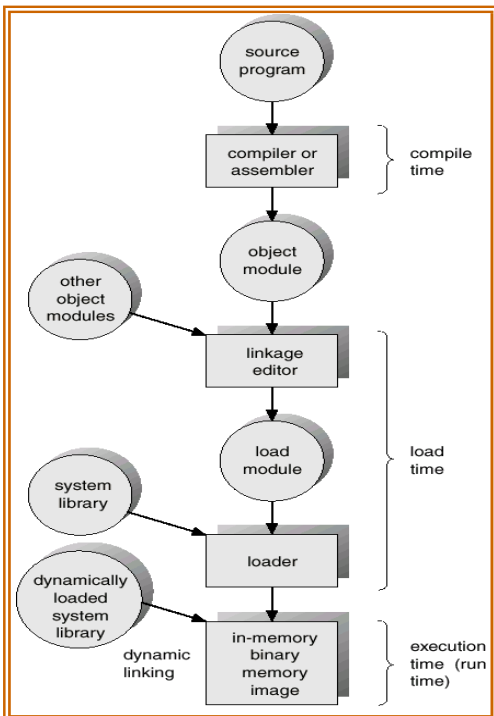 source
program
compiler or
assembler
compile
time
object
module
other
object
modules
linkage
editor
load
module
load
time
system
library
loader
dynamically
loaded
system
library
dynamic
linking
in-memory
binary
memory
image
execution
time (run
time)